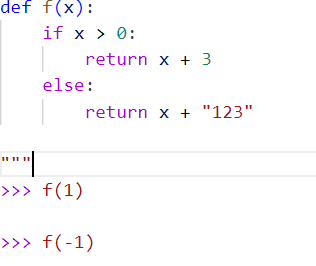 def f(x):
    if x > 0:
        return x + 3
    else:
        return x + "123"

"""
>>> f(1)

>>> f(-1)